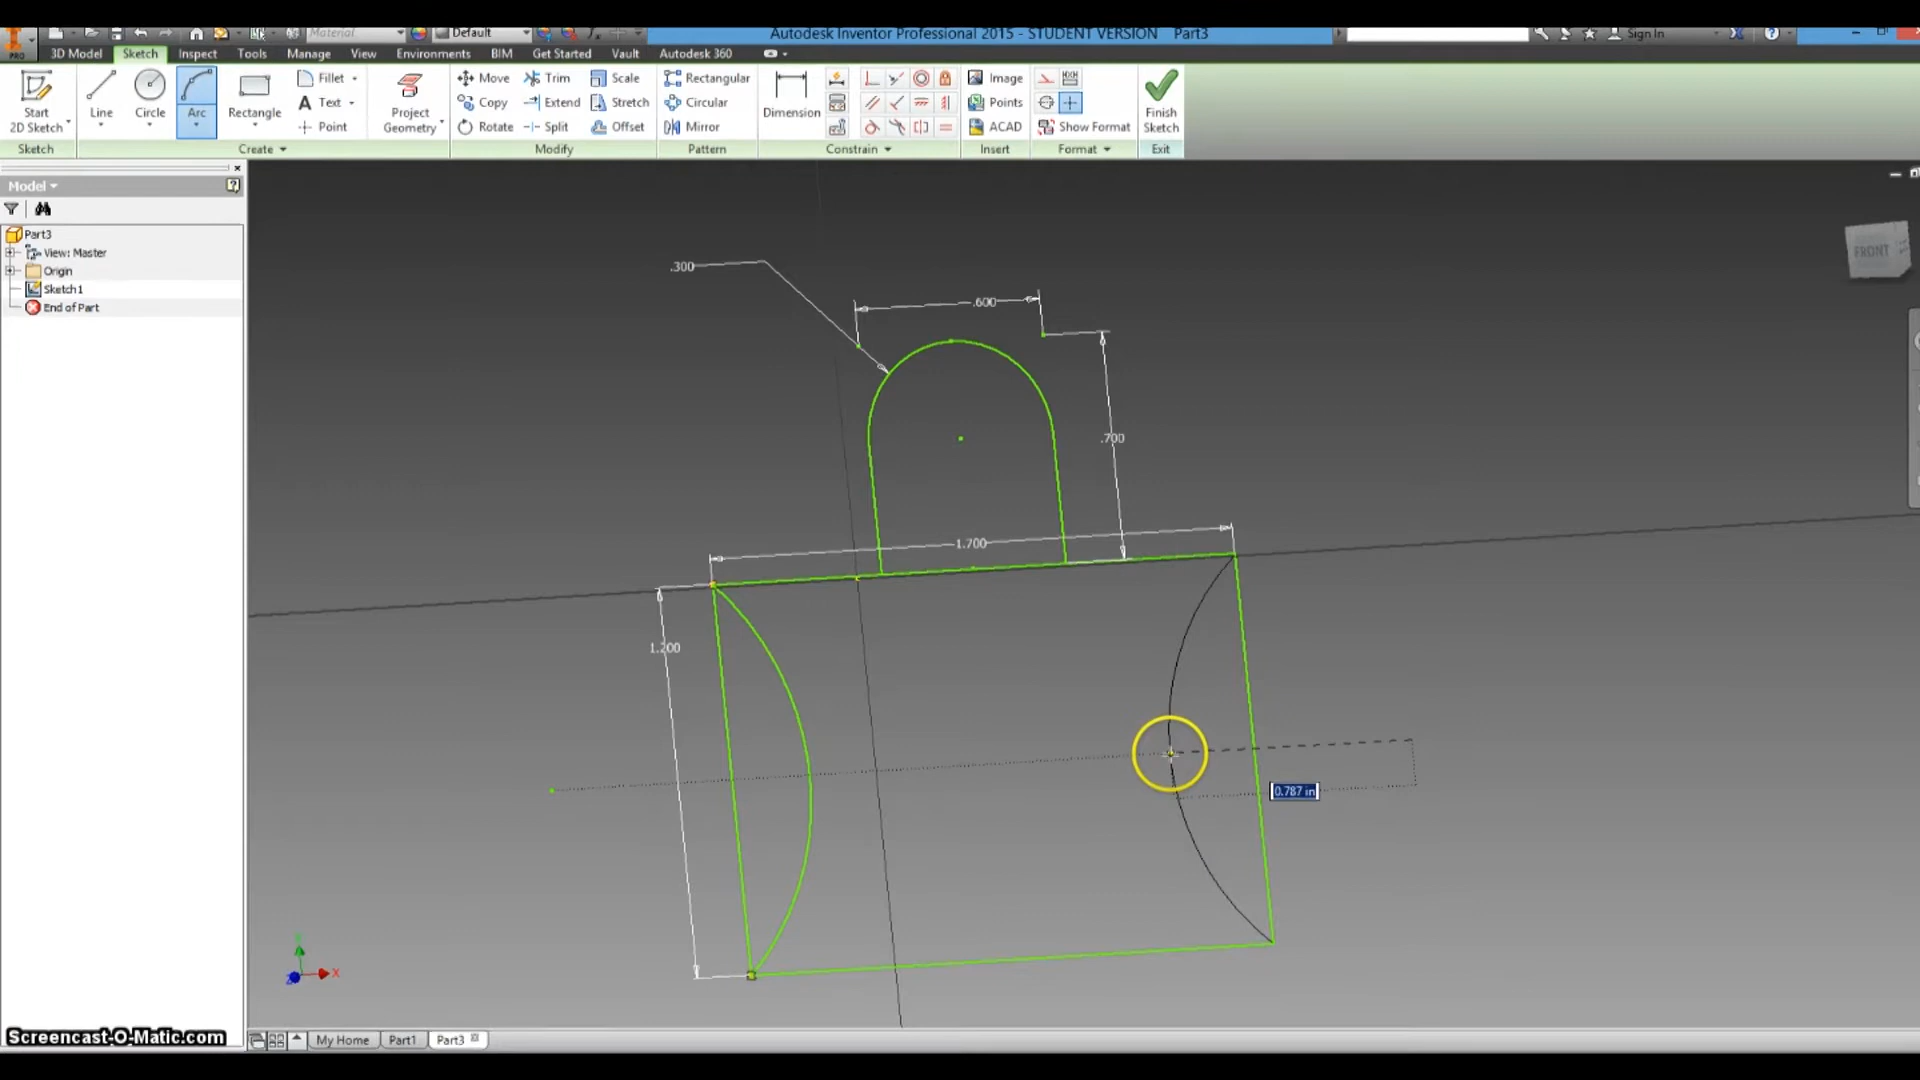 Material Default Autodesk Inventor Professional 2015 - STUDENT VERSION Part3 Sign In
PRO 3D Model Sketch Inspect Tools Manage View Environments BIM Get Started Vault Autodesk 360
Start 2D Sketch
Line
Circle
Arc
Rectangle
Fillet
Text
Point
Project Geometry
Move Trim Scale
Copy Extend Stretch
Rotate Split Offset
Rectangular
Circular
Mirror
Dimension
Image
Points
ACAD
Show Format
Finish Sketch
Sketch Create Modify Pattern Constrain Insert Format Exit
Model
Part3
View: Master
Origin
Sketch1
End of Part
FRONT
.300
.600
.700
1.700
1.200
0.787 in
X
Screencast-O-Matic.com
My Home Part1 Part3